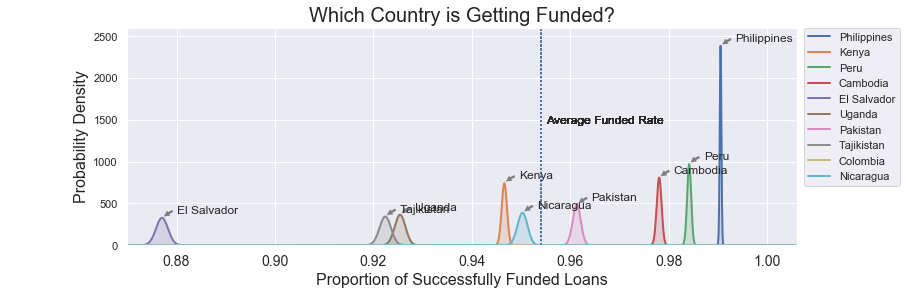 Which Country is Getting Funded?
Probability Density
2500
2000
1500
1000
500
0
Philippines
Average Funded Rate
Peru
Cambodia
Kenya
Pakistan
Nicaragua
Uganda
Tajikistan
El Salvador
0.88
0.90
0.92
0.94
0.96
0.98
1.00
Proportion of Successfully Funded Loans
Philippines
Kenya
Peru
Cambodia
El Salvador
Uganda
Pakistan
Tajikistan
Colombia
Nicaragua